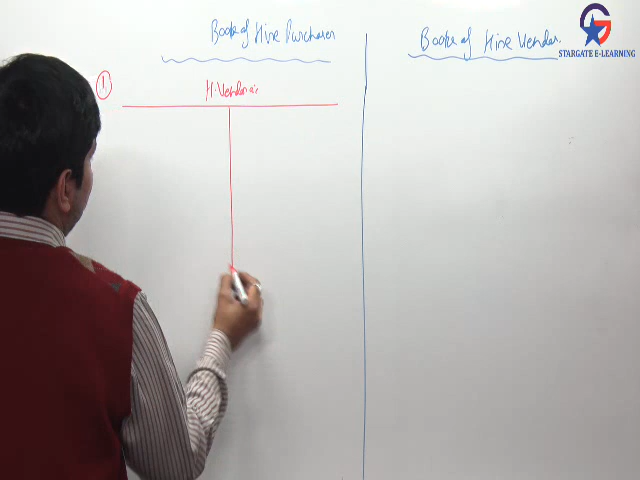 Books of Hire Purchaser
Books of Hire Vendor.
STARGATE E-LEARNING
1
H. Vendor a/c